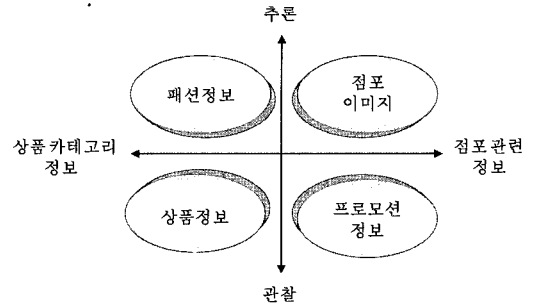 추론
패션정보
점포
이미지
상품카테고리
정보
점포관련
정보
상품정보
프로모션
정보
관찰